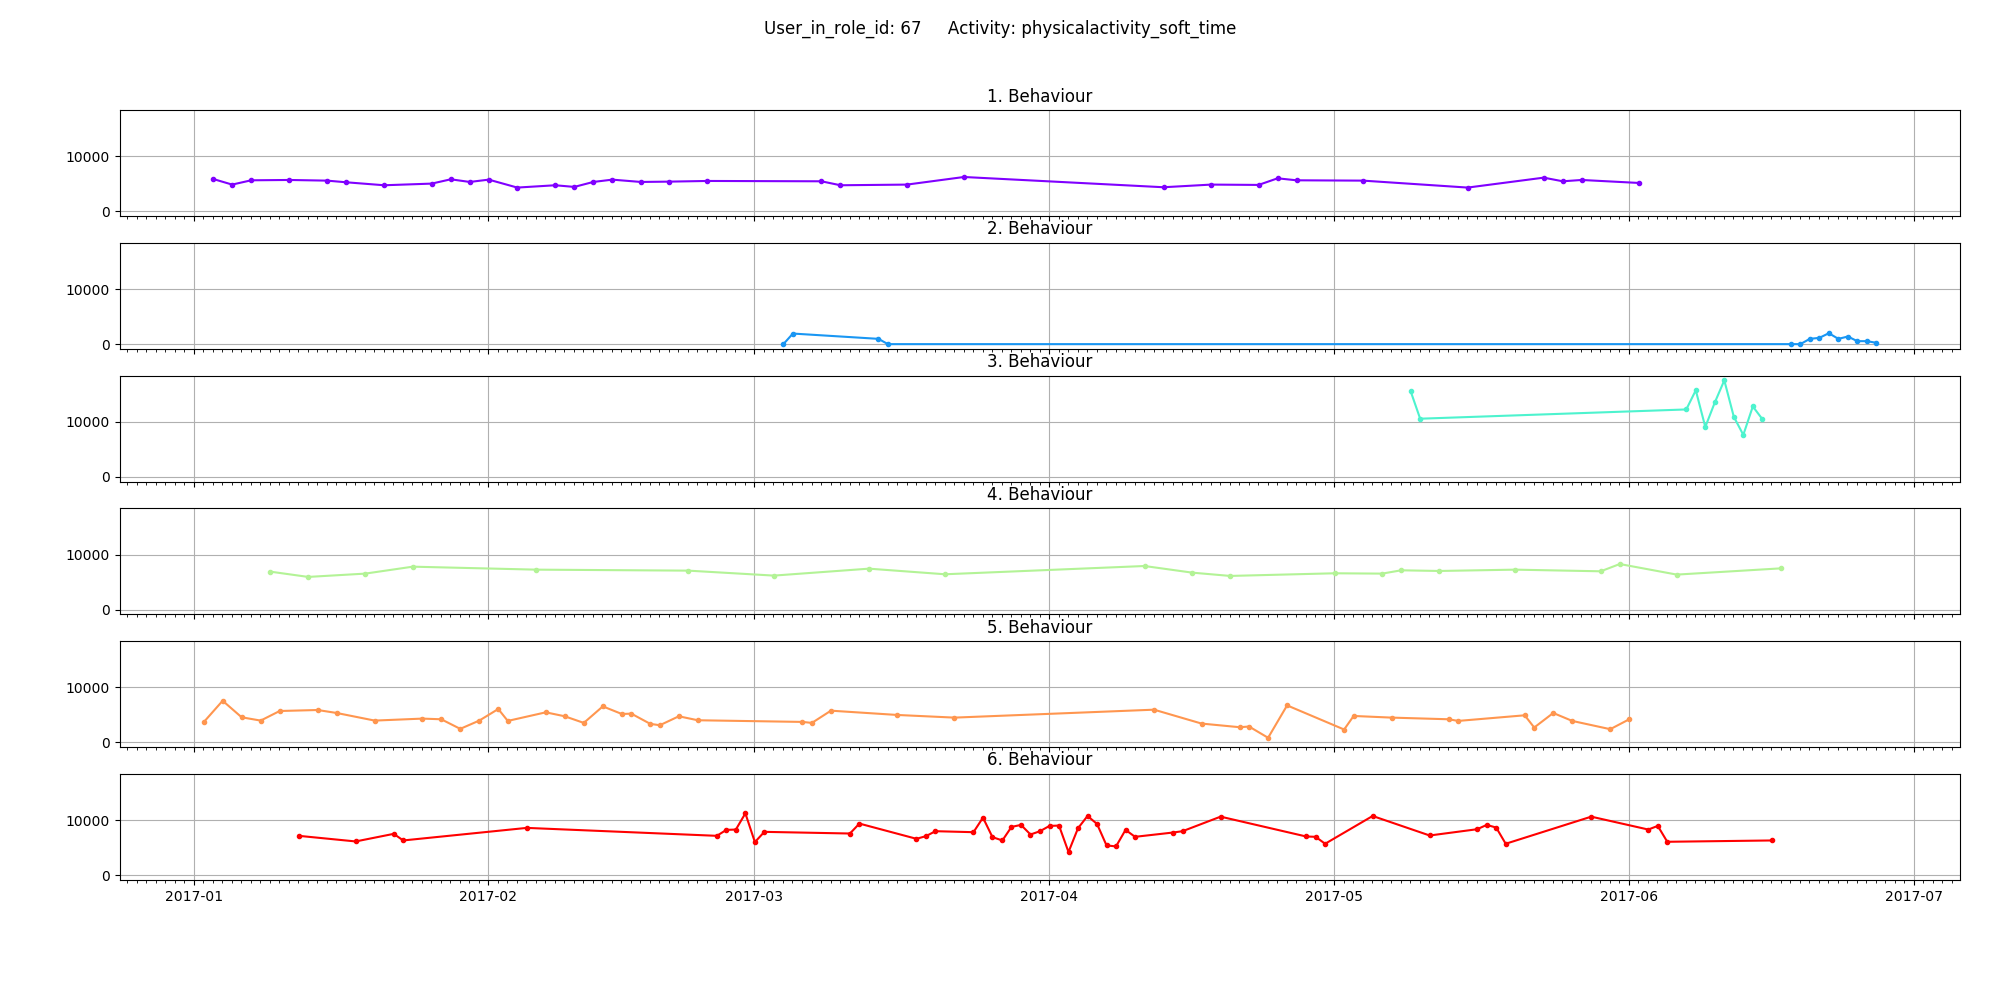 User_in_role_id: 67     Activity: physicalactivity_soft_time
1. Behaviour
10000
0
2. Behaviour
10000
0
3. Behaviour
10000
0
4. Behaviour
10000
0
5. Behaviour
10000
0
6. Behaviour
10000
0
2017-01 2017-02 2017-03 2017-04 2017-05 2017-06 2017-07